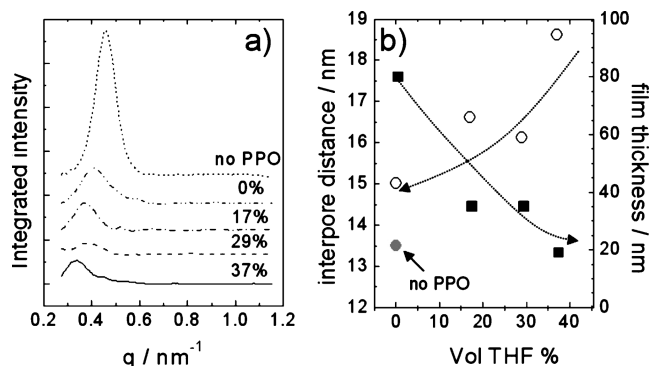 a)
Integrated intensity
no PPO
0%
17%
29%
37%
0.2 0.4 0.6 0.8 1.0 1.2
q / nm-1
b)
interpore distance / nm
19
18
17
16
15
14
13
12
no PPO
0 10 20 30 40
Vol THF %
100
80
60
40
20
0
film thickness / nm